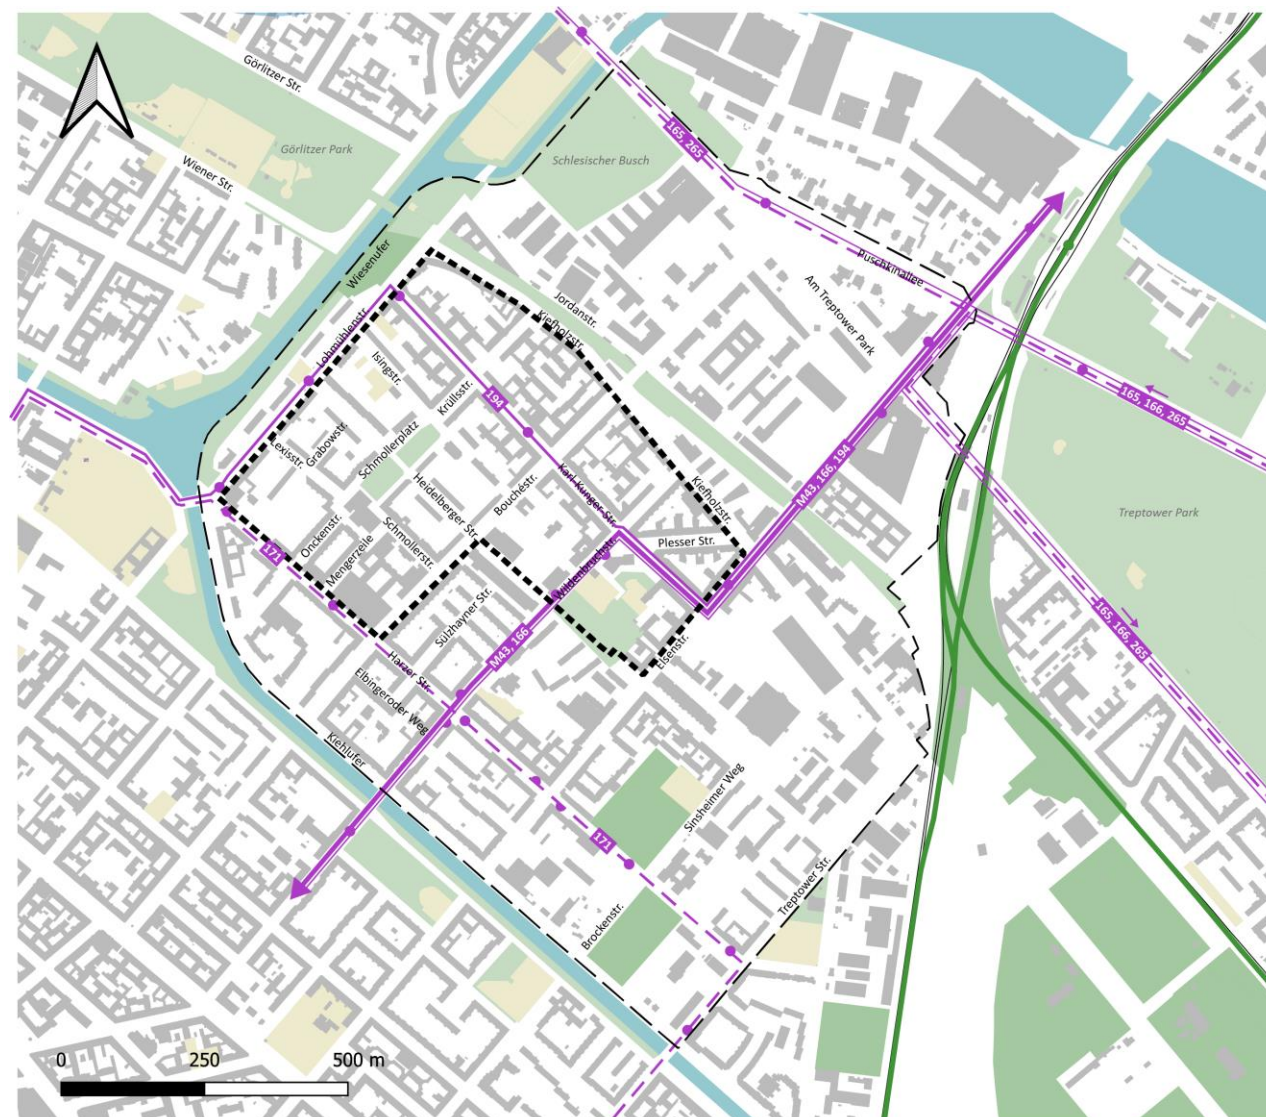 Görlitzer Str.
165, 265
Görlitzer Park
Schlesischer Busch
Wiener Str.
Wiesenufer
Puschkinallee
Am Treptower Park
Jordanstr.
Kiefholzstr.
Lohmühlenstr.
Isingstr.
Krüllsstr.
194
165, 166, 265
Lexisstr.
Grabowstr.
Schmollerplatz
Heidelberger Str.
Bouchéstr.
Karl-Kunger-Str.
Kiefholzstr.
M43, 166, 194
Treptower Park
171
Onckenstr.
Mengerzeile
Schmollerstr.
Wildenbruchstr.
Plesser Str.
165, 166, 265
Sülzhayner Str.
M43, 166
Elsenstr.
Harzer Str.
Elbingeroder Weg
Kiehlufer
Sinsheimer Weg
171
Treptower Str.
Brockenstr.
0 250 500 m